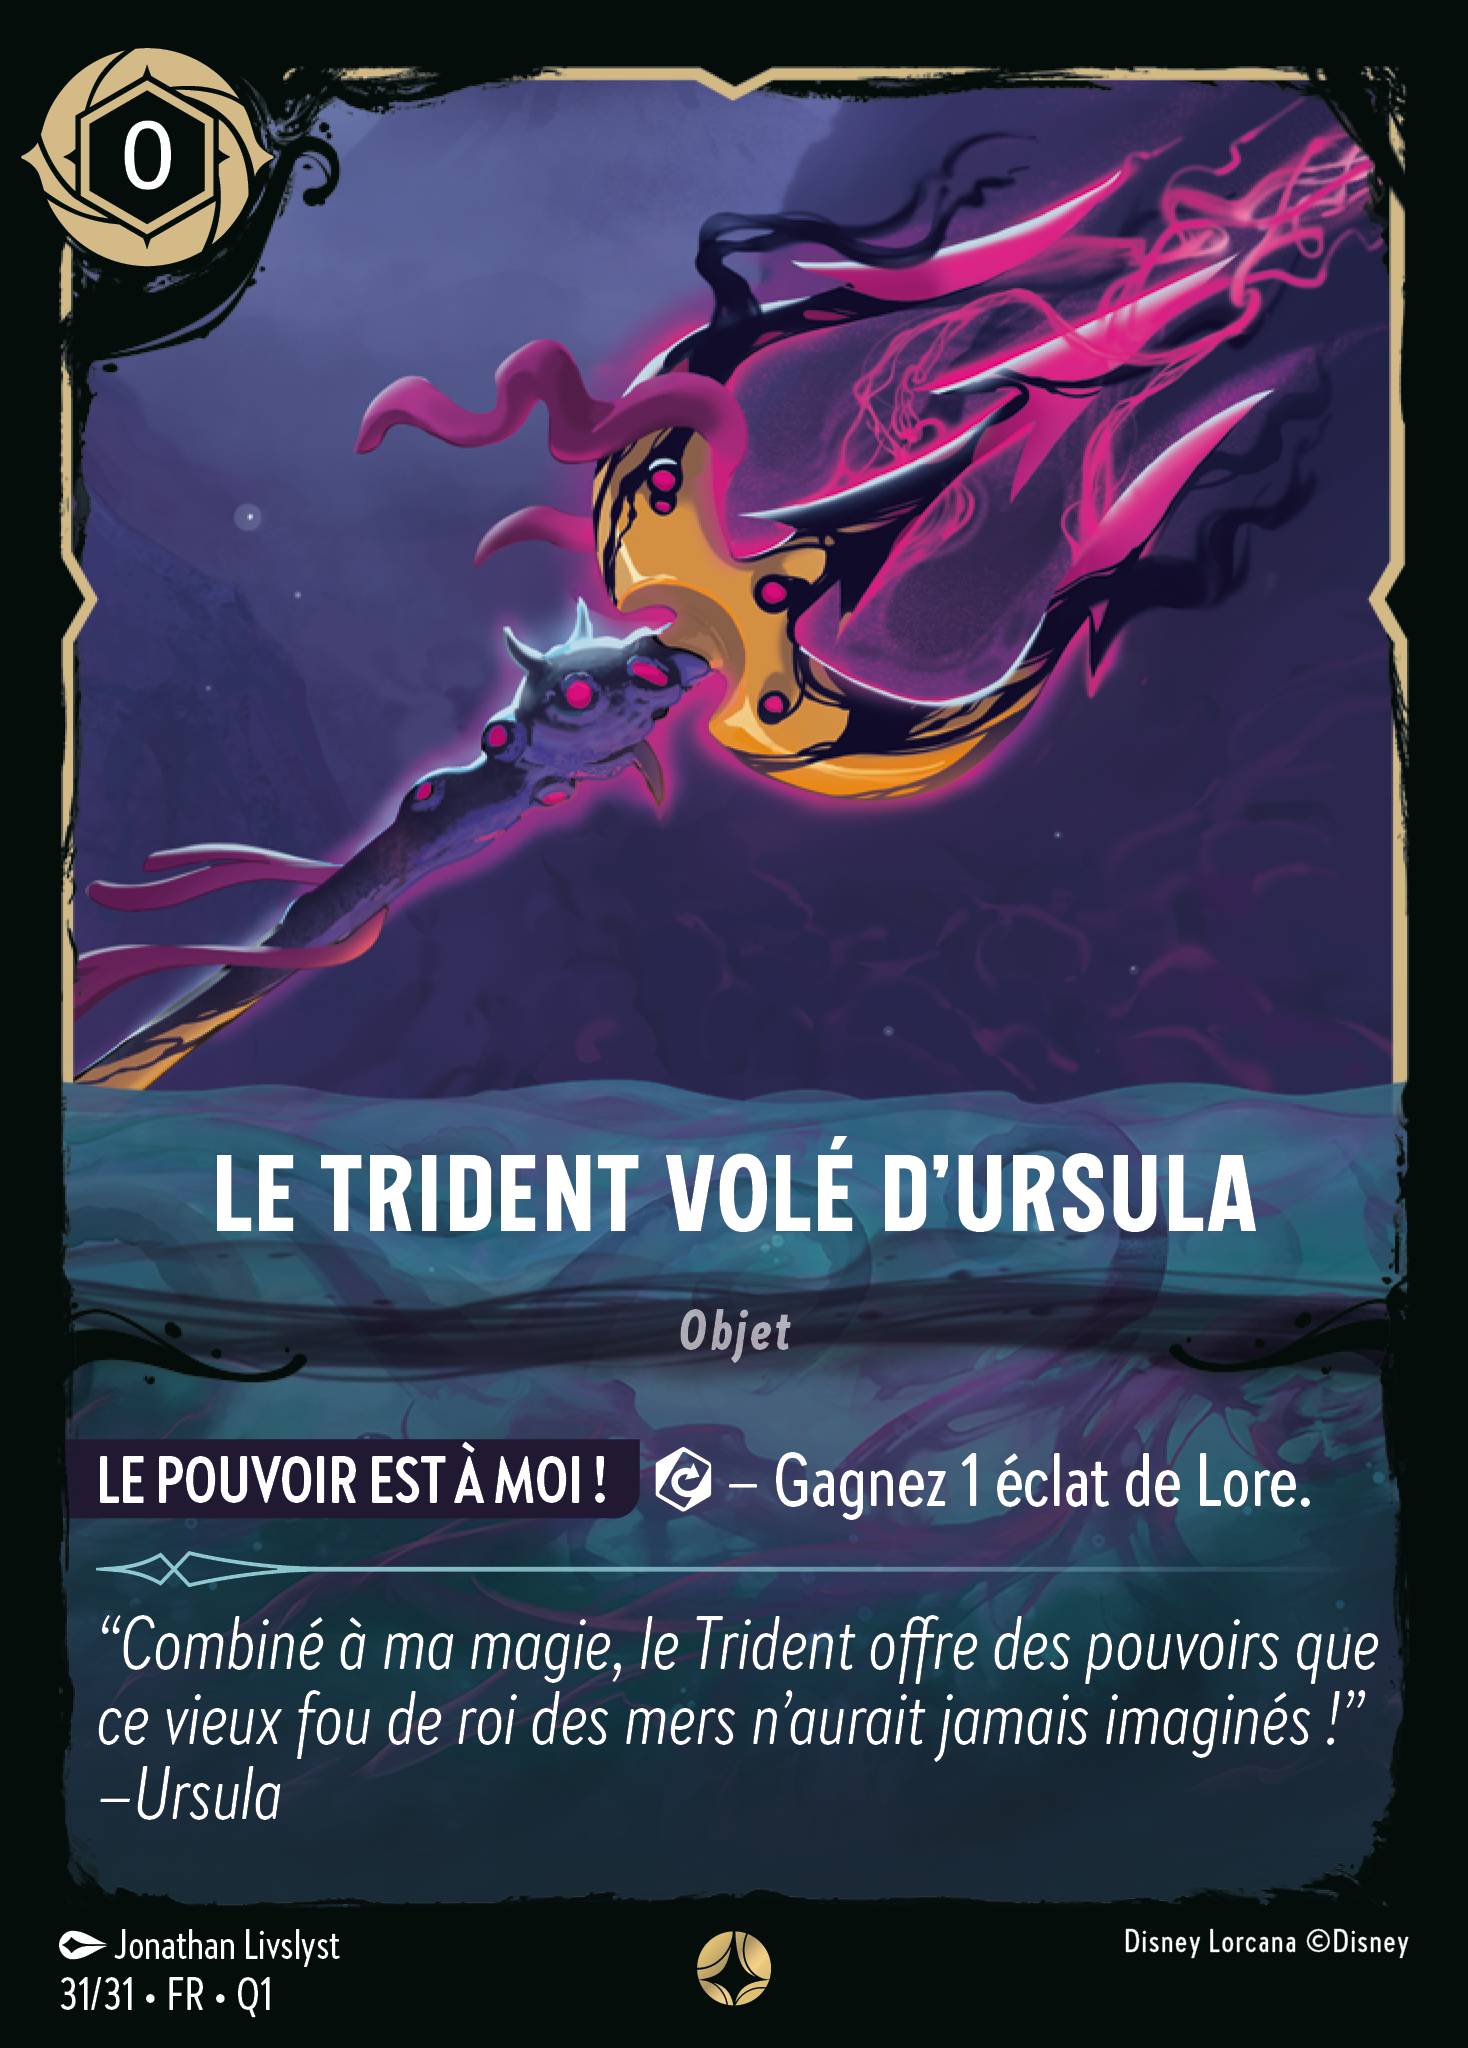 0
LE TRIDENT VOLÉ D’URSULA
Objet
LE POUVOIR EST À MOI ! – Gagnez 1 éclat de Lore.
“Combiné à ma magie, le Trident offre des pouvoirs que
ce vieux fou de roi des mers n’aurait jamais imaginés !”
–Ursula
Jonathan Livslyst
Disney Lorcana ©Disney
31/31 • FR • Q1